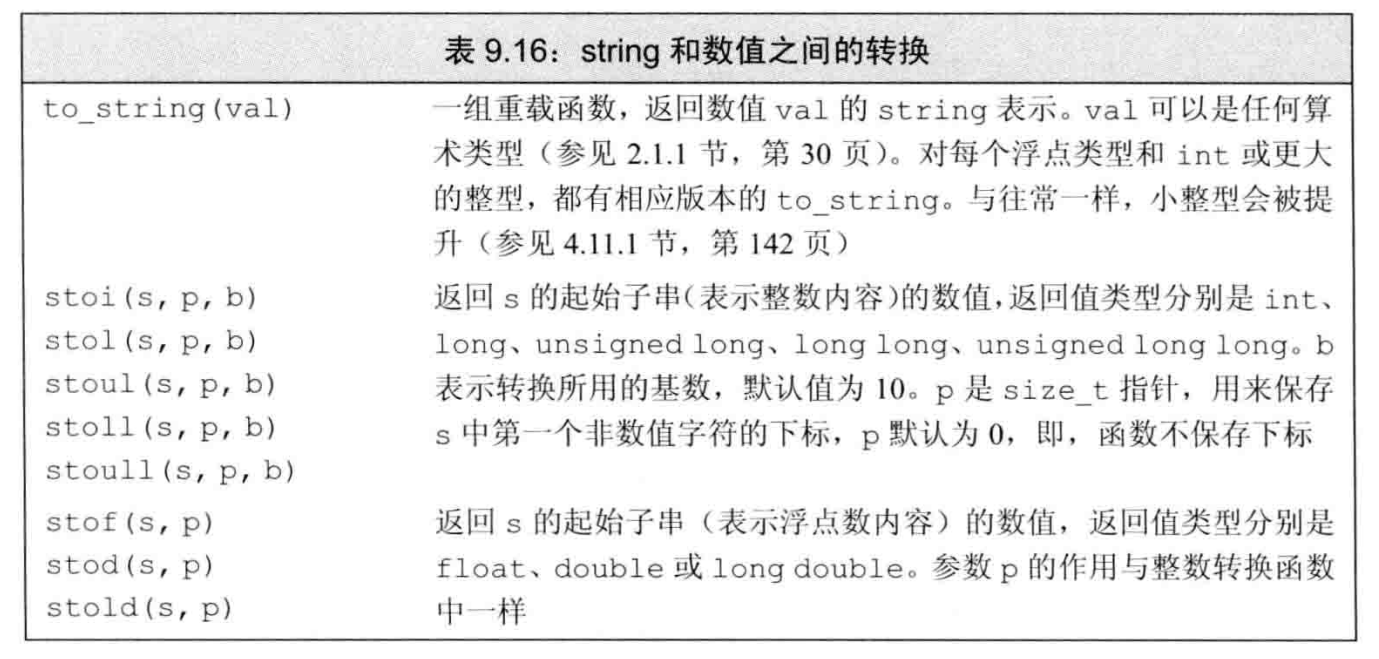 表 9.16：string 和数值之间的转换
to_string(val) 一组重载函数，返回数值 val 的 string 表示。val 可以是任何算
术类型（参见 2.1.1 节，第 30 页）。对每个浮点类型和 int 或更大
的整型，都有相应版本的 to_string。与往常一样，小整型会被提
升（参见 4.11.1 节，第 142 页）
stoi(s, p, b) 返回 s 的起始子串（表示整数内容）的数值，返回值类型分别是 int、
stol(s, p, b) long、unsigned long、long long、unsigned long long。b
stoul(s, p, b) 表示转换所用的基数，默认值为 10。p 是 size_t 指针，用来保存
stoll(s, p, b) s 中第一个非数值字符的下标，p 默认为 0，即，函数不保存下标
stoull(s, p, b)
stof(s, p) 返回 s 的起始子串（表示浮点数内容）的数值，返回值类型分别是
stod(s, p) float、double 或 long double。参数 p 的作用与整数转换函数
stold(s, p) 中一样